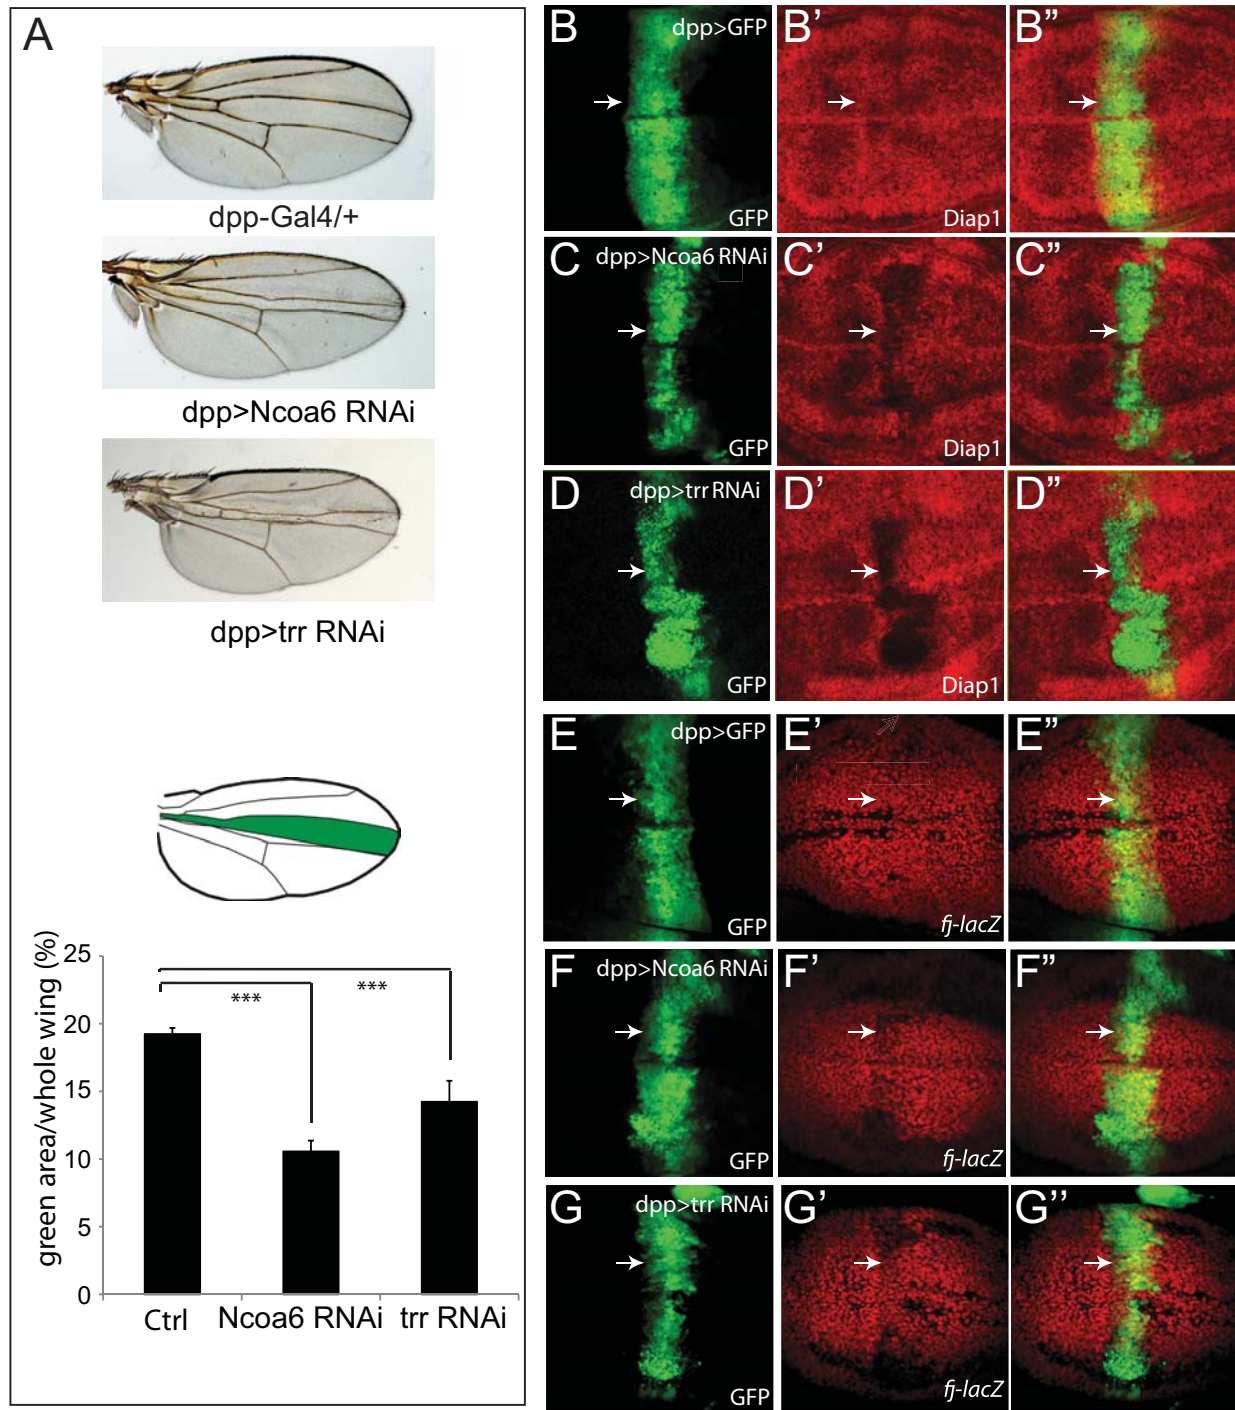 A
dpp-Gal4/+
dpp>Ncoa6 RNAi
dpp>trr RNAi
green area/whole wing (%)
25
20
15
10
5
0
***
***
Ctrl
Ncoa6 RNAi
trr RNAi
B
dpp>GFP
GFP
B’
Diap1
B”
C
dpp>Ncoa6 RNAi
GFP
C’
Diap1
C”
D
dpp>trr RNAi
GFP
D’
Diap1
D”
E
dpp>GFP
GFP
E’
fj-lacZ
E”
F
dpp>Ncoa6 RNAi
GFP
F’
fj-lacZ
F”
G
dpp>trr RNAi
GFP
G’
fj-lacZ
G’’